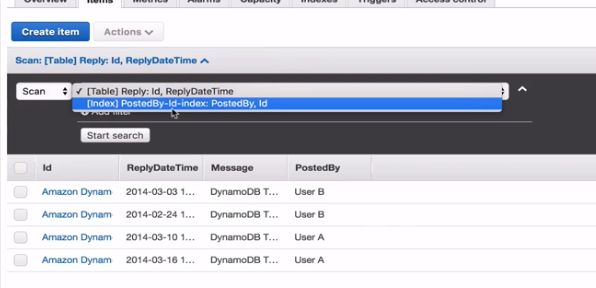 Overview Items Metrics Alarms Capacity Indexes Triggers Access control
Create item Actions
Scan: [Table] Reply: Id, ReplyDateTime
Scan ✓ [Table] Reply: Id, ReplyDateTime
[Index] PostedBy-Id-index: PostedBy, Id
Add filter
Start search
Id ReplyDateTime Message PostedBy
Amazon Dynam 2014-03-03 1... DynamoDB T... User B
Amazon Dynam 2014-02-24 1... DynamoDB T... User B
Amazon Dynam 2014-03-10 1... DynamoDB T... User A
Amazon Dynam 2014-03-16 1... DynamoDB T... User A